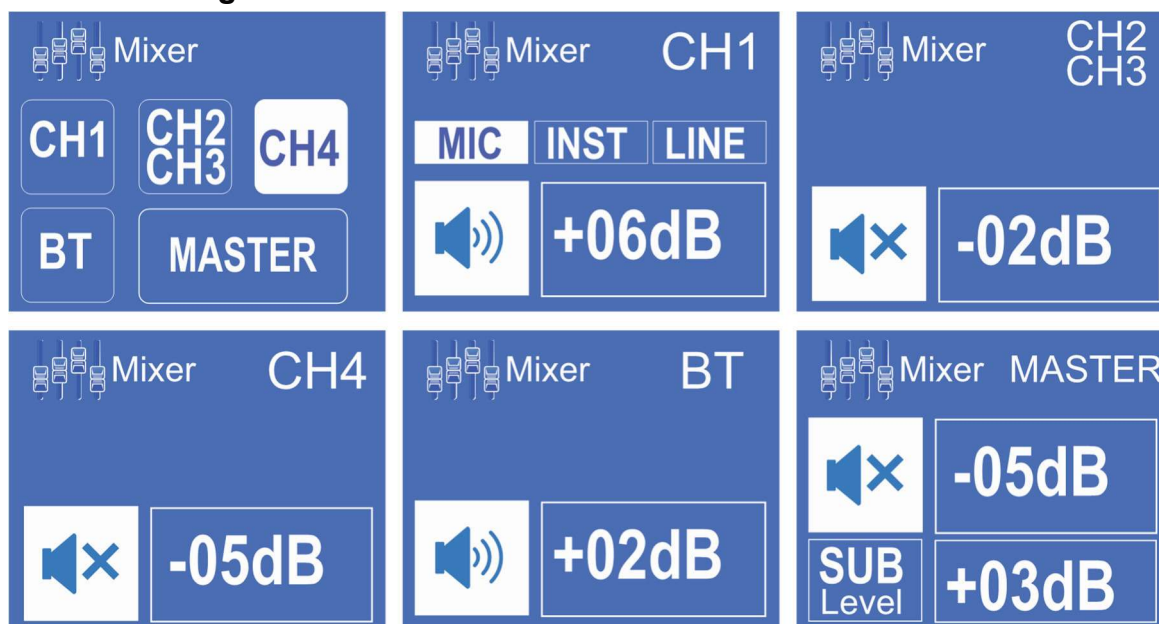 Mixer
CH1
CH2
CH3
CH4
BT
MASTER
Mixer
CH1
MIC
INST
LINE
+06dB
Mixer
CH2
CH3
-02dB
Mixer
CH4
-05dB
Mixer
BT
+02dB
Mixer
MASTER
-05dB
SUB
Level
+03dB